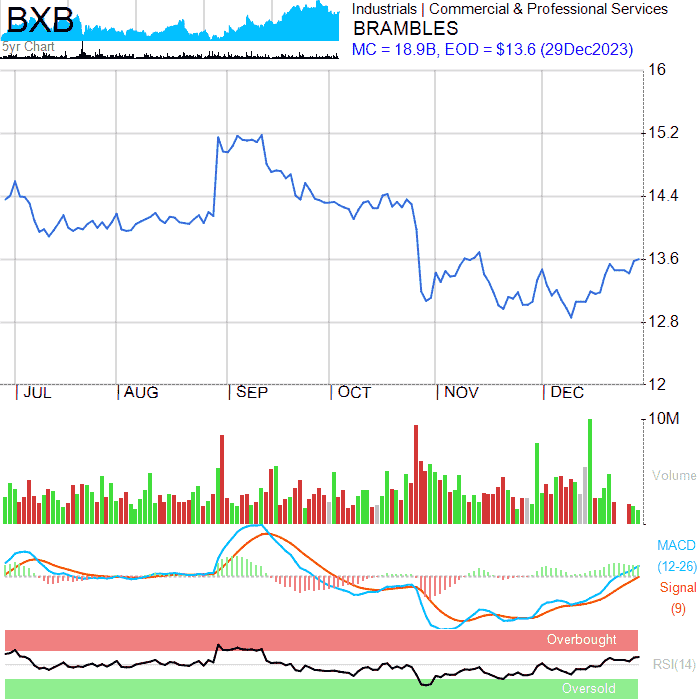 BXB
5yr Chart
Industrials | Commercial & Professional Services
BRAMBLES
MC = 18.9B, EOD = $13.6 (29Dec2023)
16
15.2
14.4
13.6
12.8
12
JUL
AUG
SEP
OCT
NOV
DEC
10M
Volume
MACD
(12-26)
Signal
(9)
Overbought
RSI(14)
Oversold